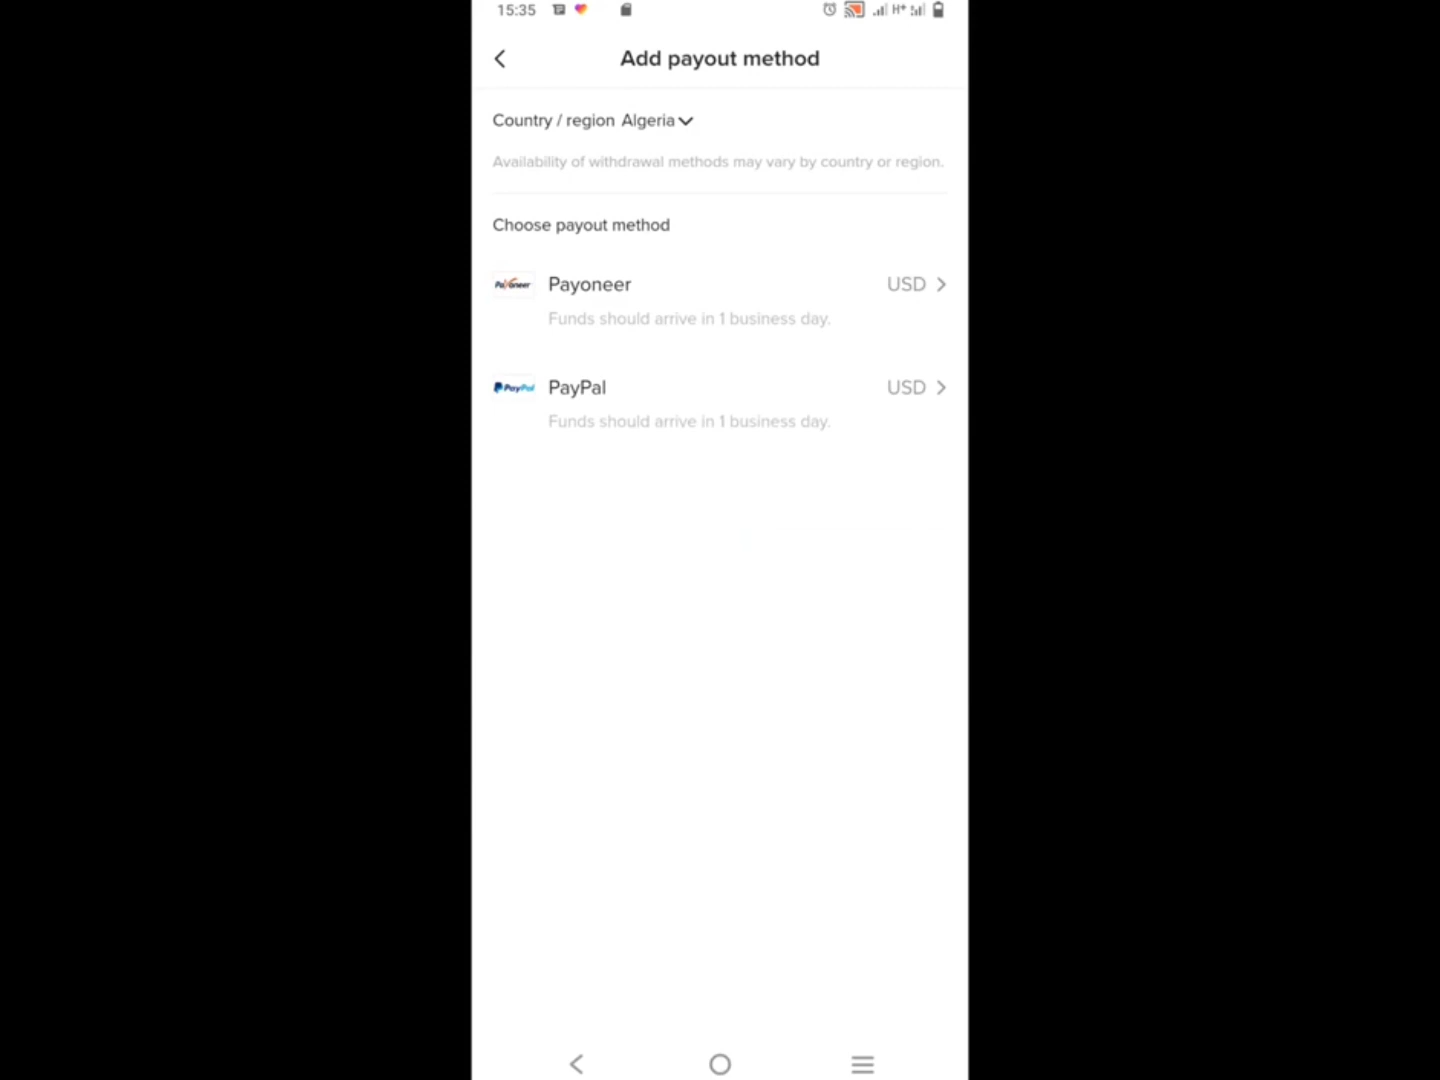 15:35 H+
Add payout method
Country / region Algeria
Availability of withdrawal methods may vary by country or region.
Choose payout method
Payoneer Payoneer USD
Funds should arrive in 1 business day.
PayPal PayPal USD
Funds should arrive in 1 business day.